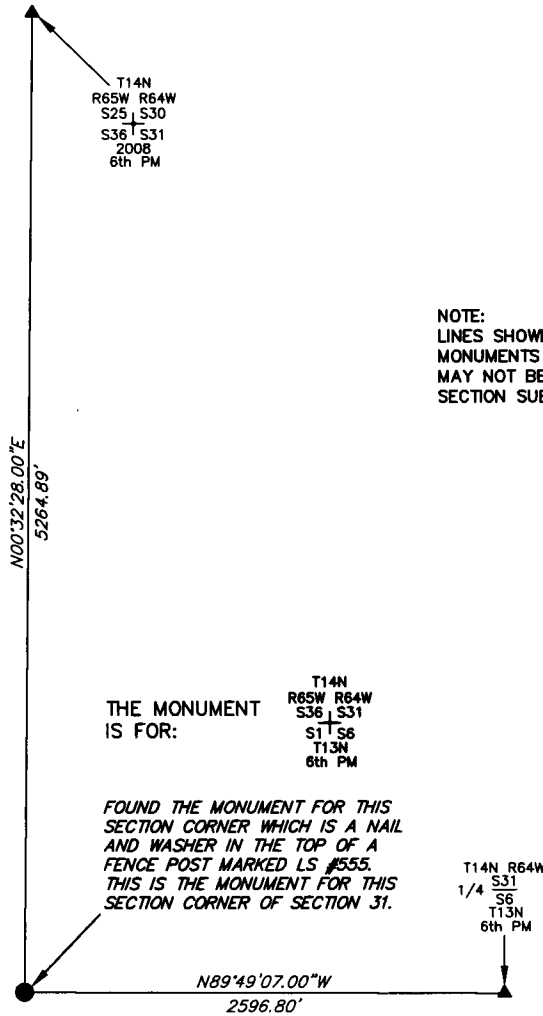 T14N
R65W R64W
S25 S30
S36 S31
2008
6th PM
NOTE:
LINES SHOW
MONUMENTS
MAY NOT BE
SECTION SUB
N00°32'28.00"E
5264.89'
THE MONUMENT
IS FOR:
T14N
R65W R64W
S36 S31
S1 S6
T13N
6th PM
FOUND THE MONUMENT FOR THIS
SECTION CORNER WHICH IS A NAIL
AND WASHER IN THE TOP OF A
FENCE POST MARKED LS #555.
THIS IS THE MONUMENT FOR THIS
SECTION CORNER OF SECTION 31.
T14N R64W
1/4 S31
S6
T13N
6th PM
N89°49'07.00"W
2596.80'